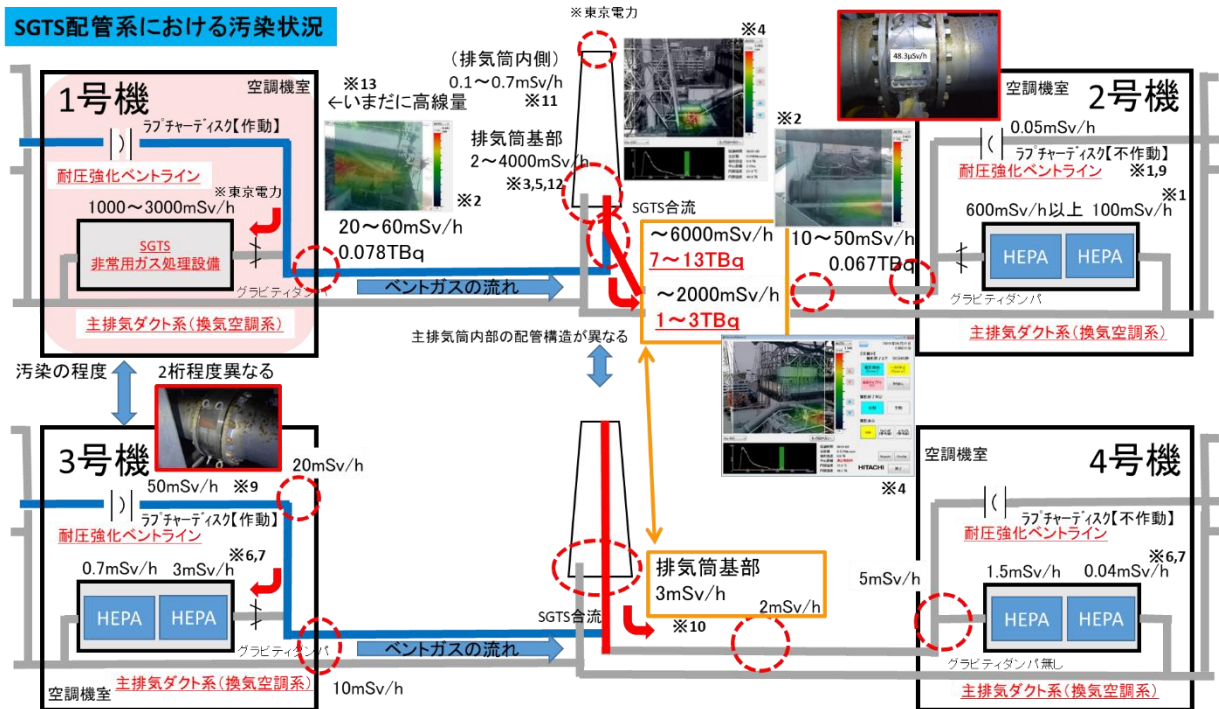 SGTS配管系における汚染状況
※東京電力
※4
(排気筒内側)
0.1～0.7mSv/h
※11
排気筒基部
2～4000mSv/h
※3,5,12
1号機
空調機室
ラプチャーディスク【作動】
耐圧強化ベントライン
※東京電力
1000～3000mSv/h
SGTS
非常用ガス処理設備
グラビティダンパ
主排気ダクト系(換気空調系)
※13
←いまだに高線量
※2
20～60mSv/h
0.078TBq
ベントガスの流れ
SGTS合流
～6000mSv/h
7～13TBq
～2000mSv/h
1～3TBq
※2
10～50mSv/h
0.067TBq
48.3μSv/h
空調機室
2号機
0.05mSv/h
ラプチャーディスク【不作動】
耐圧強化ベントライン
※1,9
※1
600mSv/h以上 100mSv/h
HEPA HEPA
グラビティダンパ
主排気ダクト系(換気空調系)
主排気筒内部の配管構造が異なる
汚染の程度
2桁程度異なる
3号機
20mSv/h
50mSv/h ※9
ラプチャーディスク【作動】
耐圧強化ベントライン
※6,7
0.7mSv/h 3mSv/h
HEPA HEPA
グラビティダンパ
主排気ダクト系(換気空調系)
空調機室
10mSv/h
ベントガスの流れ
SGTS合流
排気筒基部
3mSv/h
2mSv/h
※10
HITACHI
※4
空調機室
4号機
ラプチャーディスク【不作動】
耐圧強化ベントライン
※6,7
5mSv/h
1.5mSv/h 0.04mSv/h
HEPA HEPA
グラビティダンパ無し
主排気ダクト系(換気空調系)